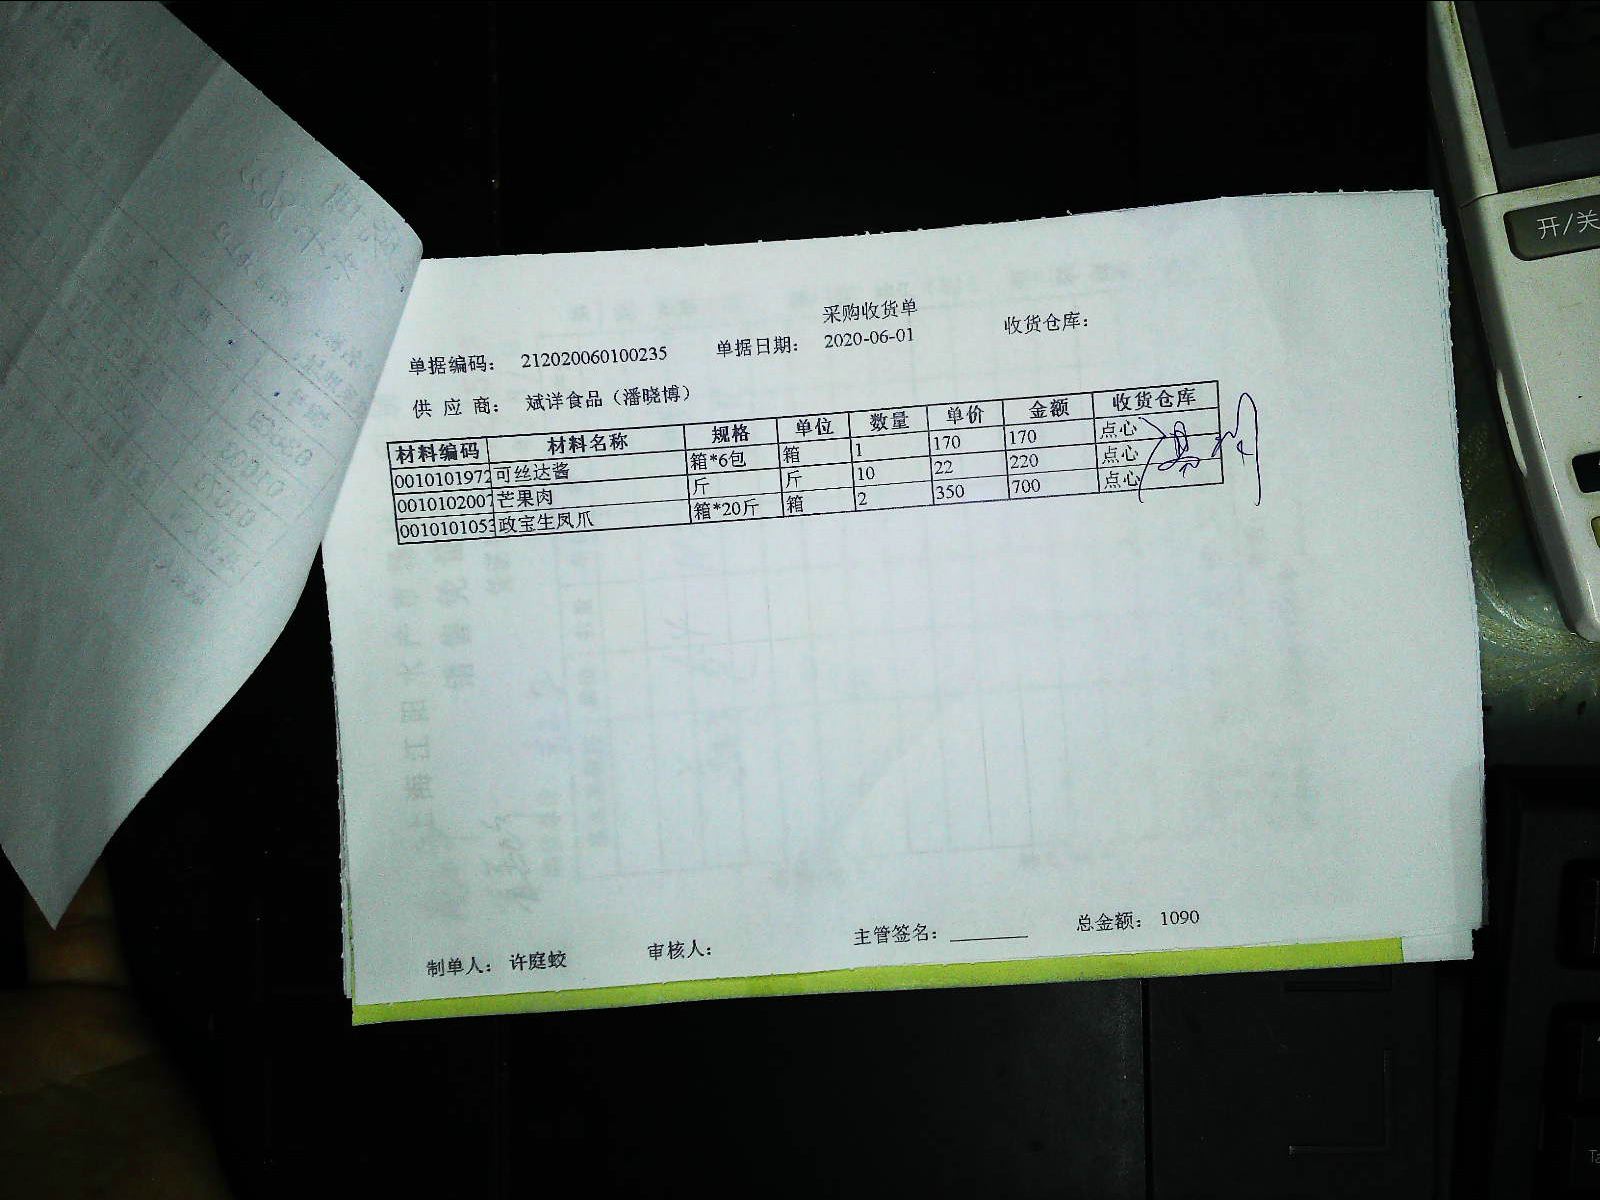 采购收货单
单据编码： 212020060100235 单据日期： 2020-06-01 收货仓库：
供 应 商： 斌洋食品（潘晓博）
材料编码 材料名称 规格 单位 数量 单价 金额 收货仓库
0010101972 可丝达酱 箱*6包 箱 1 170 170 点心
0010102007 芒果肉 斤 斤 10 22 220 点心
0010101053 政宝生凤爪 箱*20斤 箱 2 350 700 点心
制单人： 许庭蛟 审核人： 主管签名： 总金额： 1090
开/关